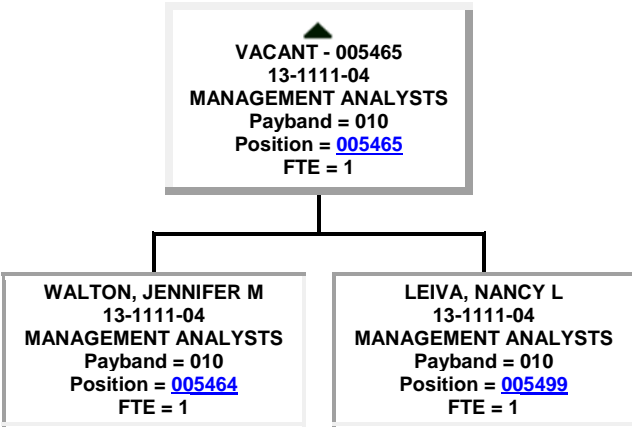 VACANT - 005465
13-1111-04
MANAGEMENT ANALYSTS
Payband = 010
Position = 005465
FTE = 1
WALTON, JENNIFER M
13-1111-04
MANAGEMENT ANALYSTS
Payband = 010
Position = 005464
FTE = 1
LEIVA, NANCY L
13-1111-04
MANAGEMENT ANALYSTS
Payband = 010
Position = 005499
FTE = 1